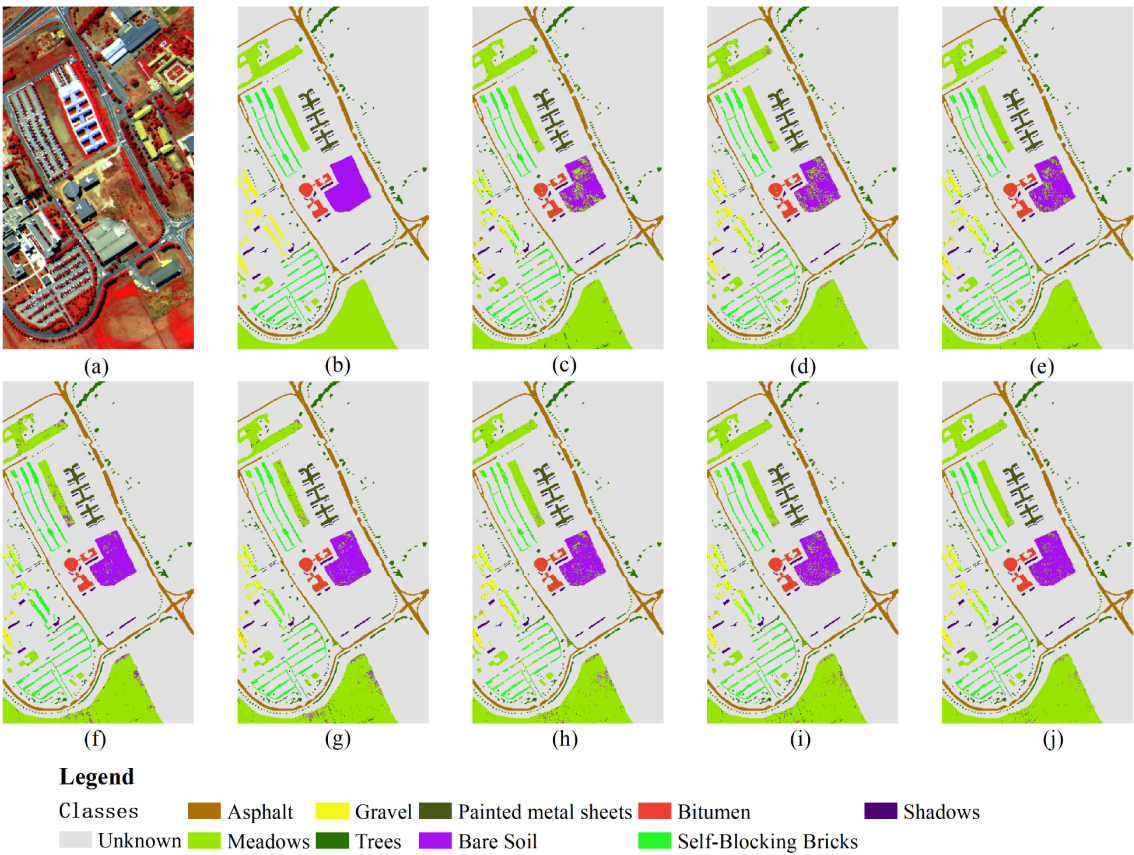 (a) (b) (c) (d) (e)
(f) (g) (h) (i) (j)
Legend
Classes Asphalt Gravel Painted metal sheets Bitumen Shadows
Unknown Meadows Trees Bare Soil Self-Blocking Bricks